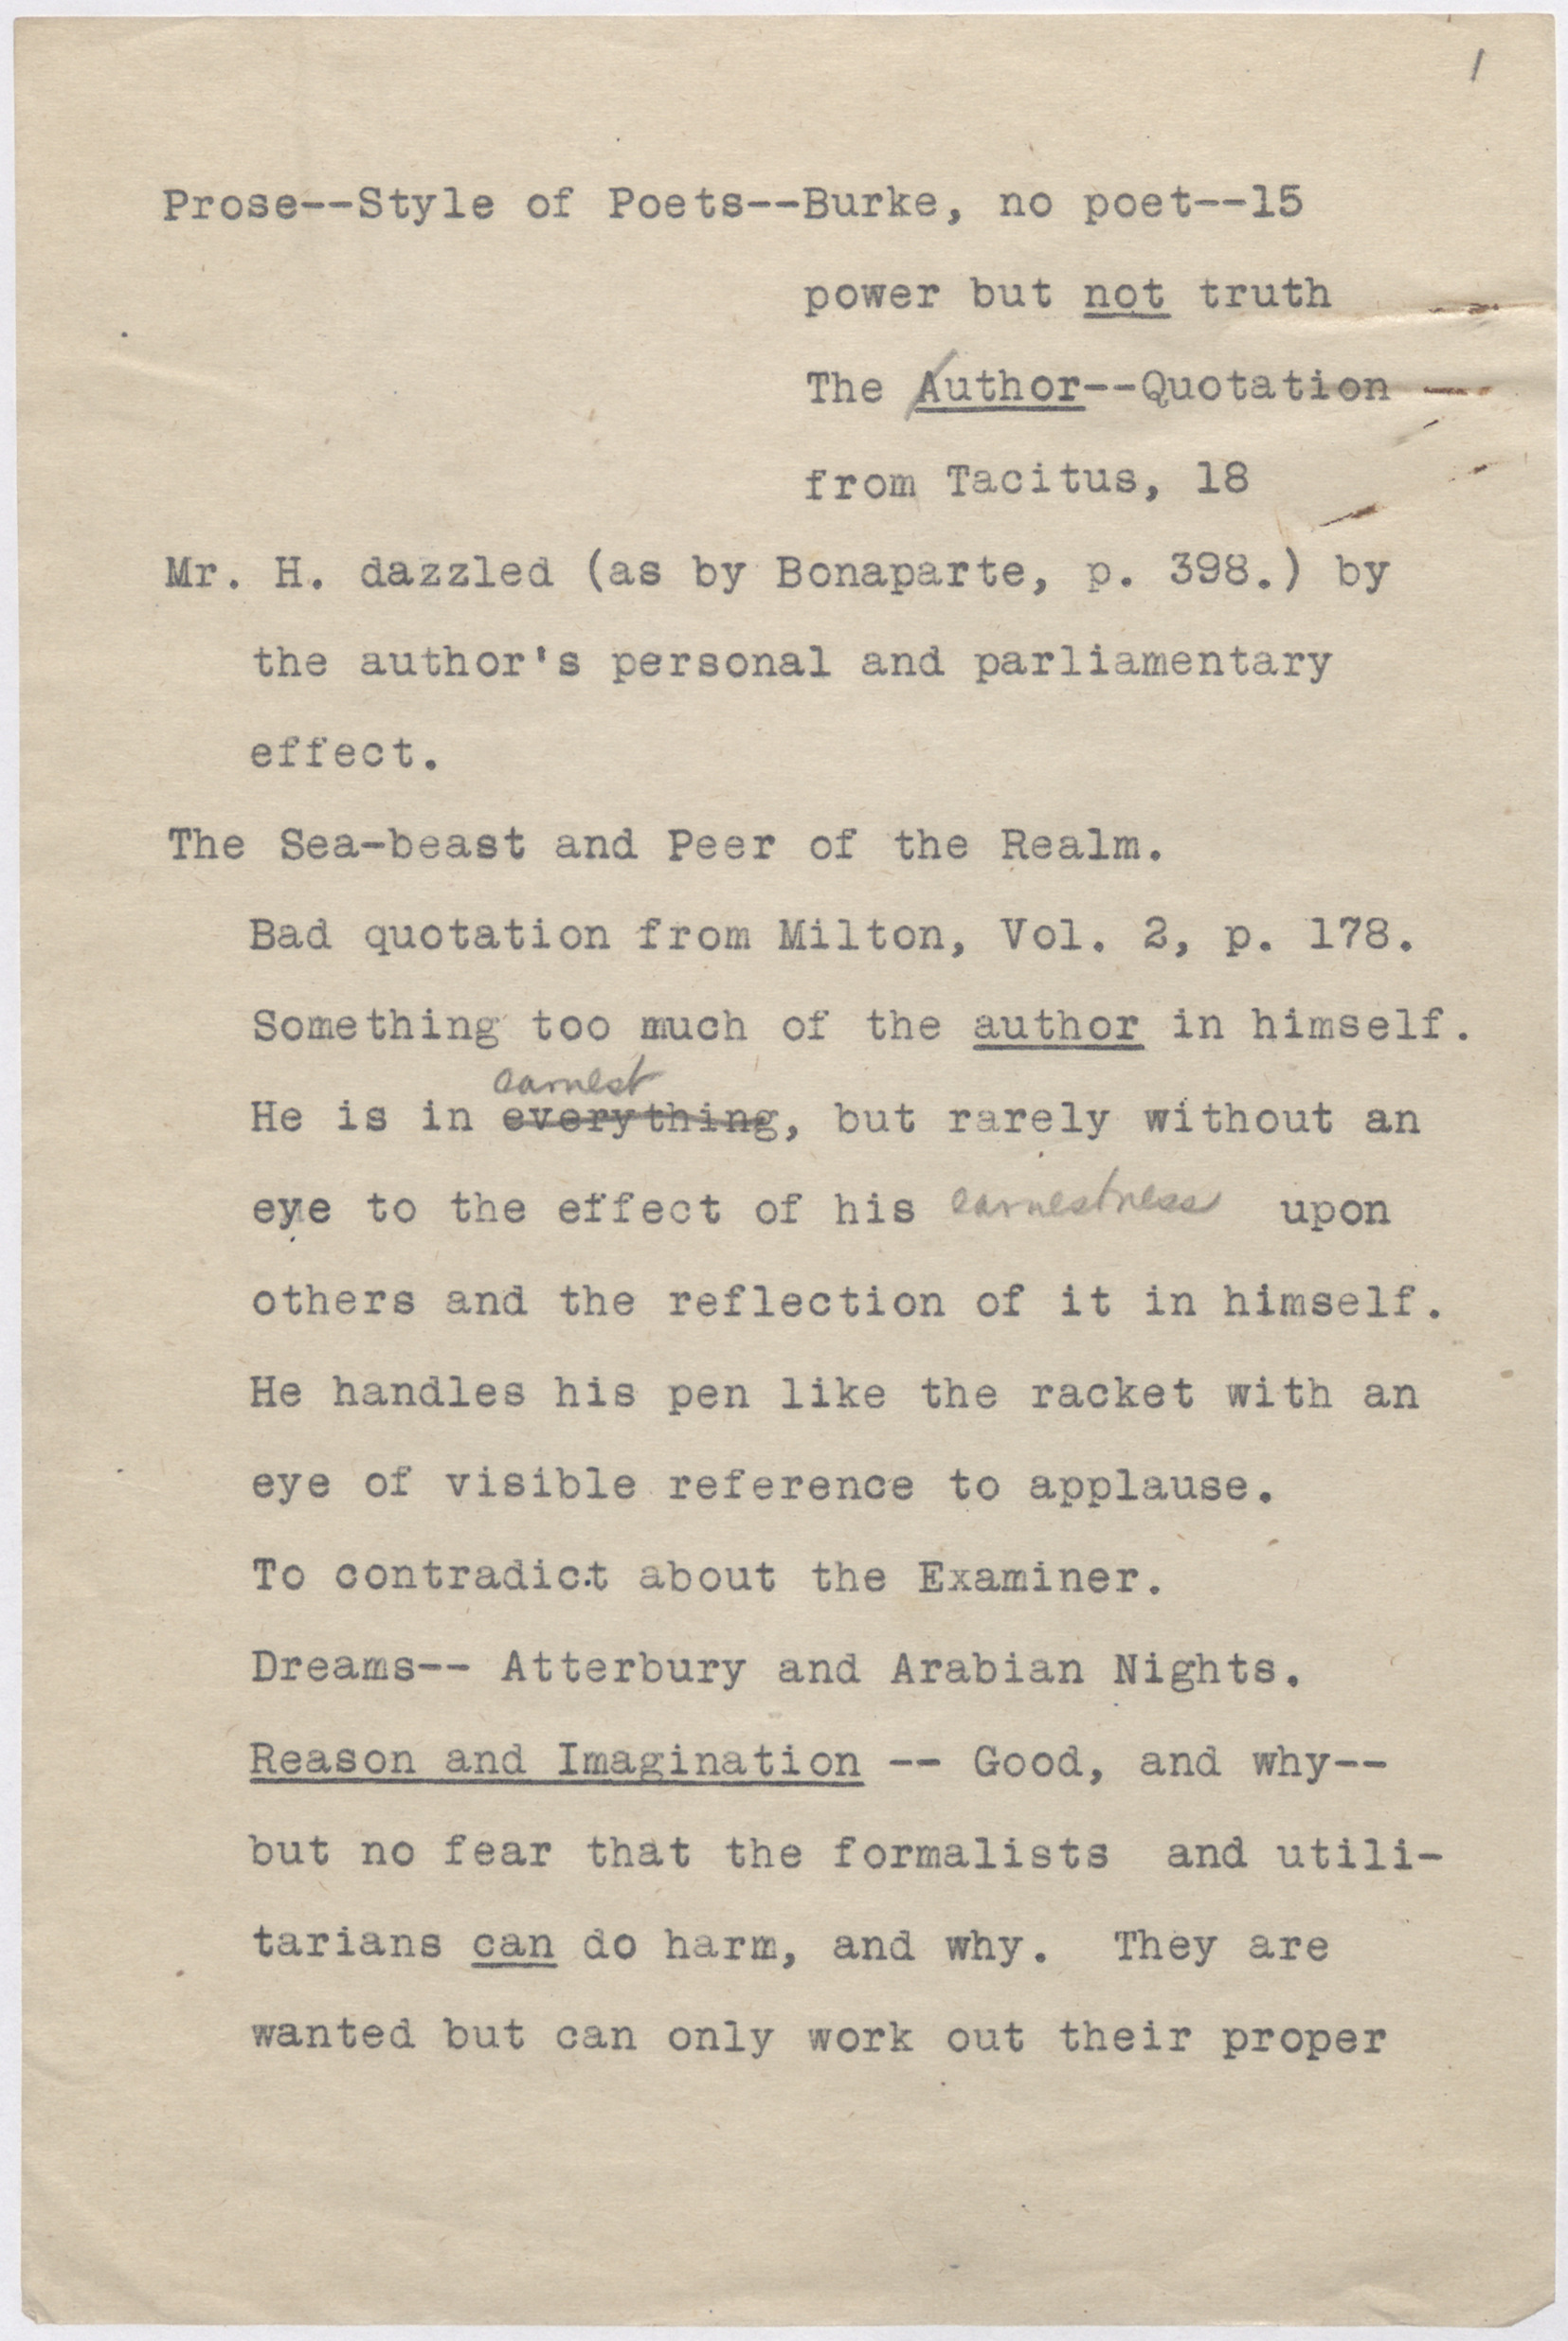 1
Prose--Style of Poets--Burke, no poet--15
power but not truth
The Author--Quotation
from Tacitus, 18
Mr. H. dazzled (as by Bonaparte, p. 398.) by
the author's personal and parliamentary
effect.
The Sea-beast and Peer of the Realm.
Bad quotation from Milton, Vol. 2, p. 178.
Something too much of the author in himself.
earnest
He is in everything, but rarely without an
eye to the effect of his earnestness upon
others and the reflection of it in himself.
He handles his pen like the racket with an
eye of visible reference to applause.
To contradict about the Examiner.
Dreams-- Atterbury and Arabian Nights.
Reason and Imagination -- Good, and why--
but no fear that the formalists and utili-
tarians can do harm, and why. They are
wanted but can only work out their proper